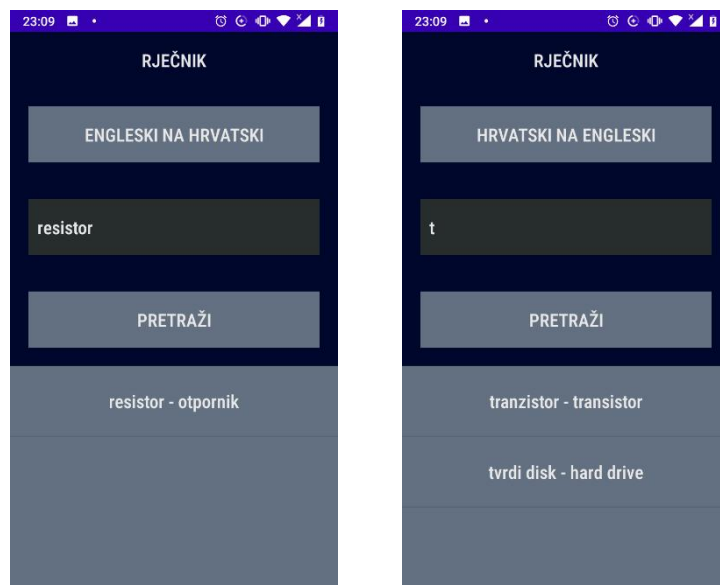 23:09
RJEČNIK
ENGLESKI NA HRVATSKI
resistor
PRETRAŽI
resistor - otpornik
23:09
RJEČNIK
HRVATSKI NA ENGLESKI
t
PRETRAŽI
tranzistor - transistor
tvrdi disk - hard drive